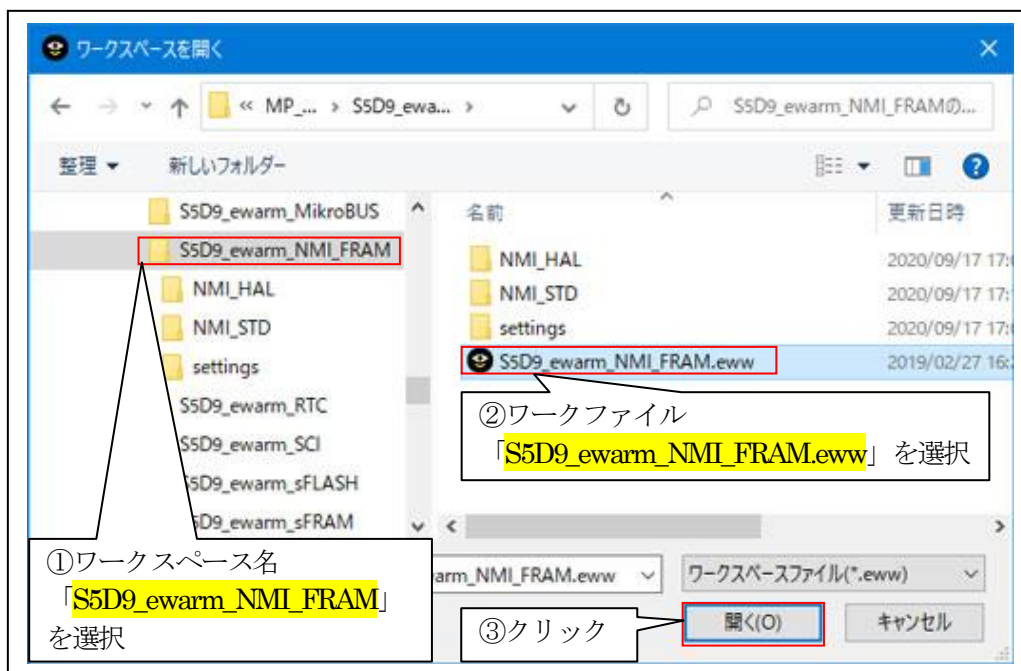 ワークスペースを開く
« MP_... › S5D9_ewa... ›
S5D9_ewarm_NMI_FRAMの...
整理 新しいフォルダー
名前 更新日時
S5D9_ewarm_MikroBUS
S5D9_ewarm_NMI_FRAM
NMI_HAL
NMI_STD
settings
S5D9_ewarm_RTC
S5D9_ewarm_SCI
S5D9_ewarm_sFLASH
S5D9_ewarm_sFRAM
NMI_HAL 2020/09/17 17:
NMI_STD 2020/09/17 17:
settings 2020/09/17 17:
S5D9_ewarm_NMI_FRAM.eww 2019/02/27 16:
②ワークファイル
「S5D9_ewarm_NMI_FRAM.eww」を選択
①ワークスペース名
「S5D9_ewarm_NMI_FRAM」
を選択
arm_NMI_FRAM.eww
ワークスペースファイル(*.eww)
③クリック
開く(O) キャンセル